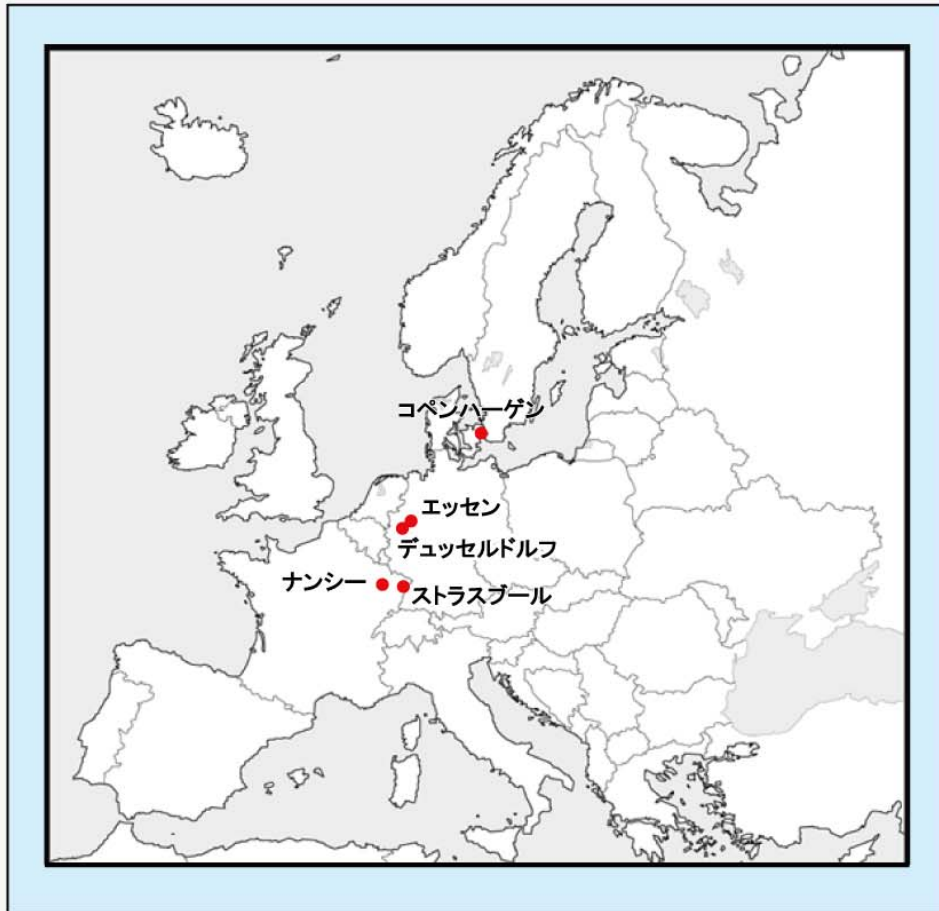 コペンハーゲン
エッセン
デュッセルドルフ
ナンシー
ストラスブール